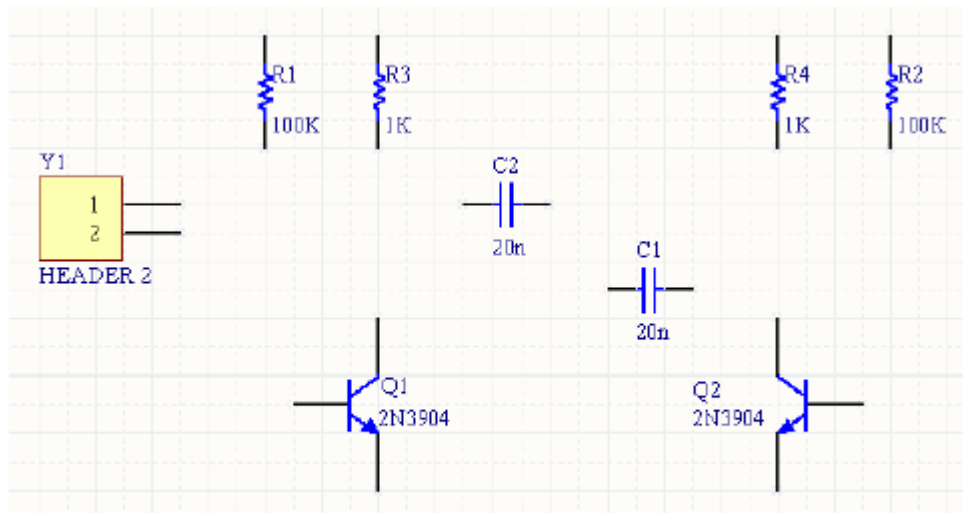 R1
100K
R3
1K
R4
1K
R2
100K
Y1
1
2
HEADER 2
C2
20n
C1
20n
Q1
2N3904
Q2
2N3904